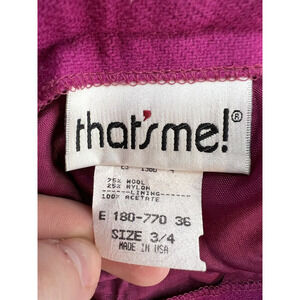 that'sme!®
75% WOOL
25% NYLON
LINING
100% ACETATE
E 180-770 36
SIZE 3/4
MADE IN USA